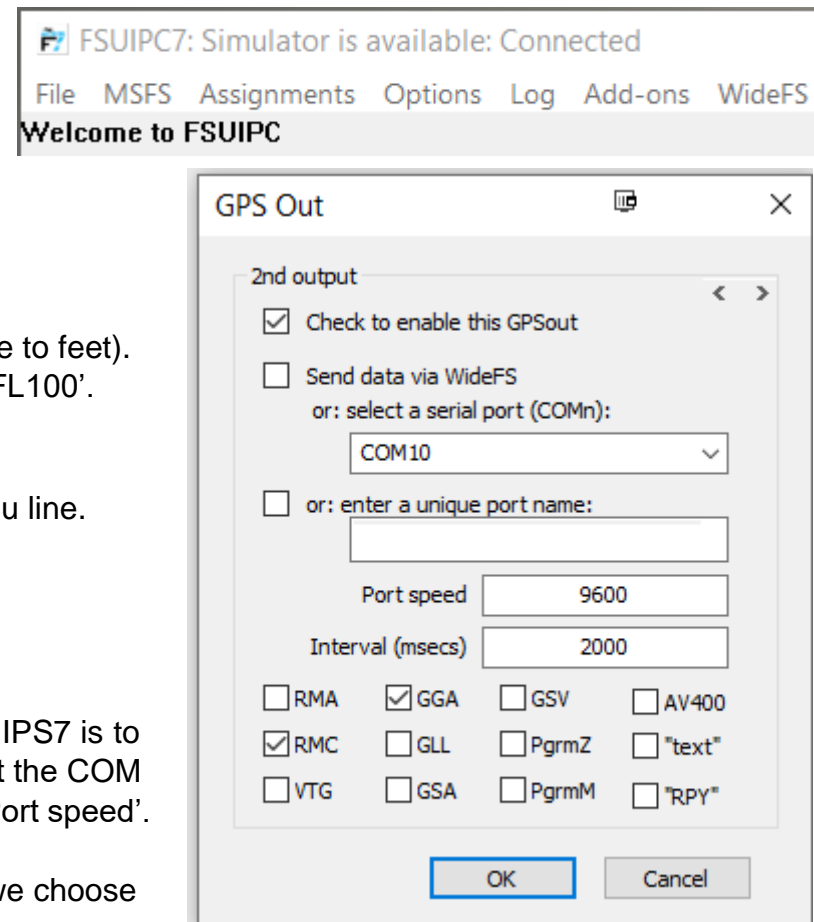 FSUIPC7: Simulator is available: Connected
File MSFS Assignments Options Log Add-ons WideFS
Welcome to FSUIPC
to feet).
FL100’.
line.
IPS7 is to
the COM
ort speed’.
we choose
GPS Out
2nd output
< >
Check to enable this GPSout
Send data via WideFS
or: select a serial port (COMn):
COM10
or: enter a unique port name:
Port speed 9600
Interval (msecs) 2000
RMA GGA GSV AV400
RMC GLL PgrmZ "text"
VTG GSA PgrmM "RPY"
OK Cancel